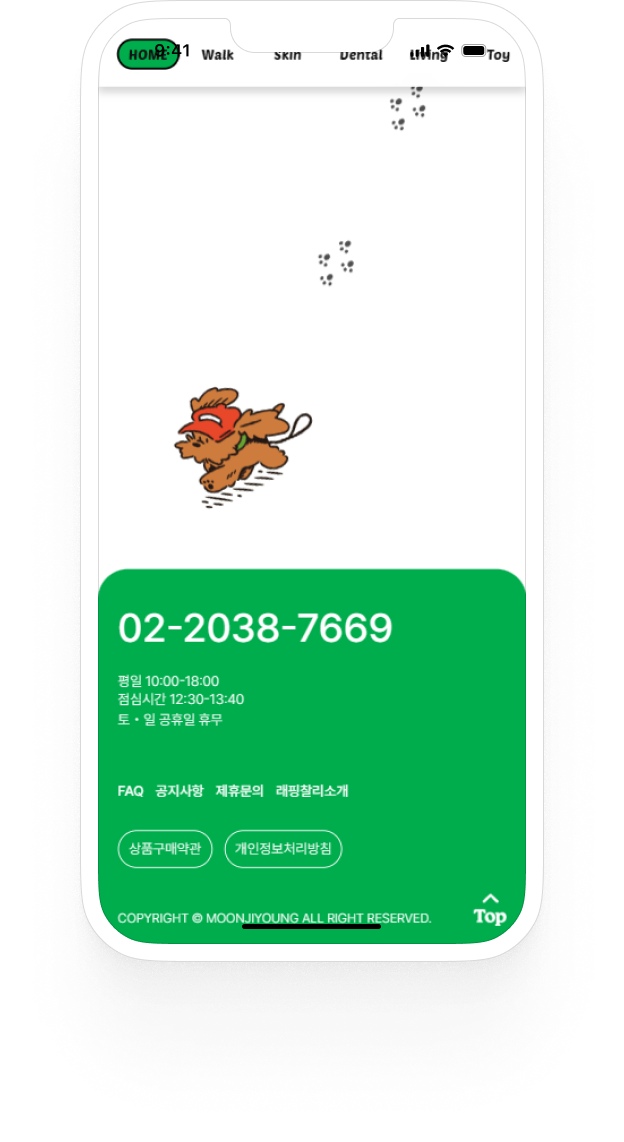 9:41
HOME Walk Skin Dental Living Toy
02-2038-7669
평일 10:00-18:00
점심시간 12:30-13:40
토・일 공휴일 휴무
FAQ 공지사항 제휴문의 래핑찰리소개
상품구매약관 개인정보처리방침
COPYRIGHT © MOONJIYOUNG ALL RIGHT RESERVED.
Top